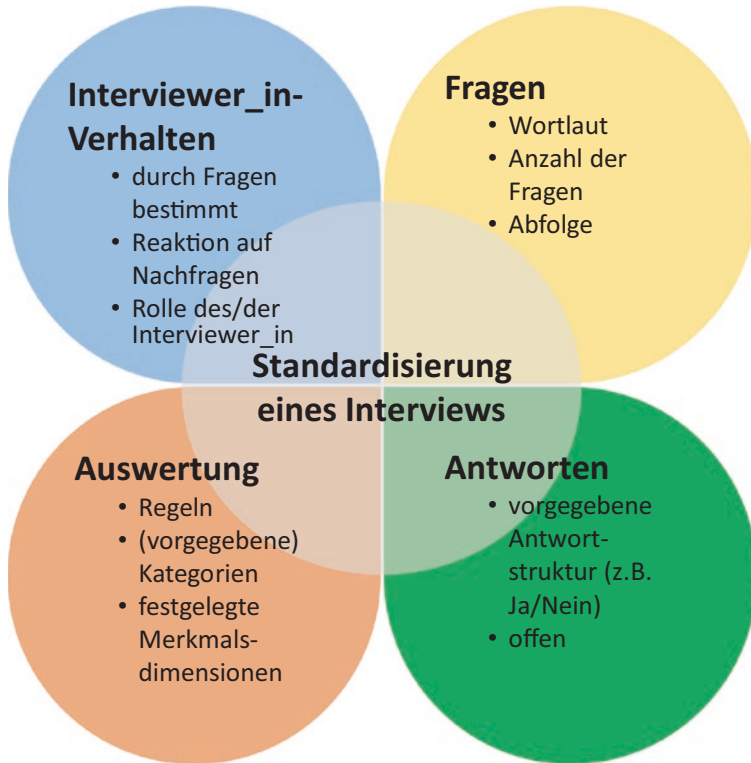 Interviewer_in-
Verhalten
• durch Fragen
bestimmt
• Reaktion auf
Nachfragen
• Rolle des/der
Interviewer_in
Fragen
• Wortlaut
• Anzahl der
Fragen
• Abfolge
Standardisierung
eines Interviews
Auswertung
• Regeln
• (vorgegebene)
Kategorien
• festgelegte
Merkmals-
dimensionen
Antworten
• vorgegebene
Antwort-
struktur (z.B.
Ja/Nein)
• offen